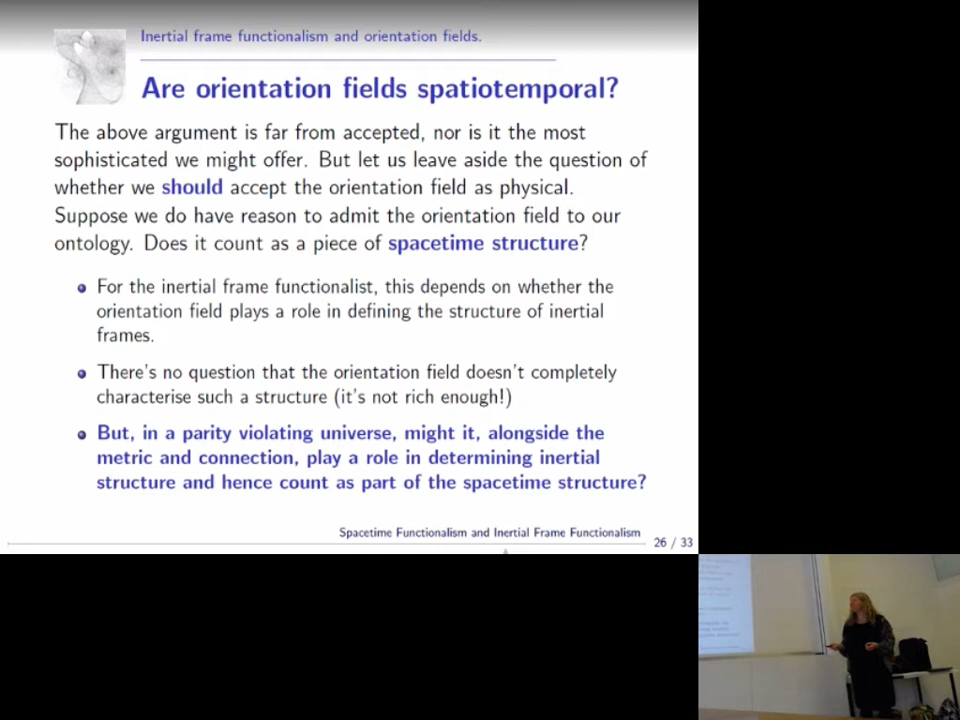 Inertial frame functionalism and orientation fields.
Are orientation fields spatiotemporal?
The above argument is far from accepted, nor is it the most
sophisticated we might offer. But let us leave aside the question of
whether we should accept the orientation field as physical.
Suppose we do have reason to admit the orientation field to our
ontology. Does it count as a piece of spacetime structure?
For the inertial frame functionalist, this depends on whether the
orientation field plays a role in defining the structure of inertial
frames.
There's no question that the orientation field doesn't completely
characterise such a structure (it's not rich enough!)
But, in a parity violating universe, might it, alongside the
metric and connection, play a role in determining inertial
structure and hence count as part of the spacetime structure?
Spacetime Functionalism and Inertial Frame Functionalism
26 / 33